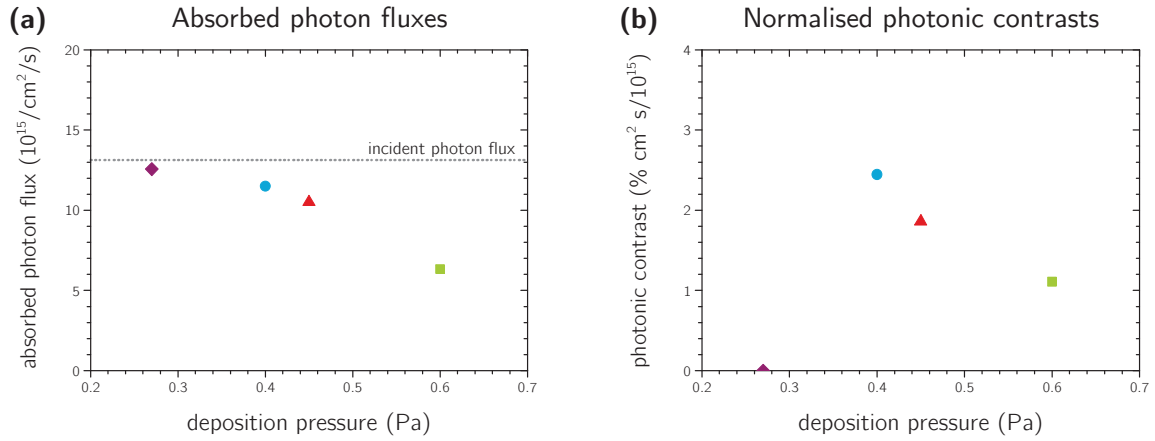 (a) Absorbed photon fluxes
absorbed photon flux (10¹⁵/cm²/s)
20
15
10
5
0
incident photon flux
0.2 0.3 0.4 0.5 0.6 0.7
deposition pressure (Pa)
(b) Normalised photonic contrasts
photonic contrast (% cm² s/10¹⁵)
4
3
2
1
0
0.2 0.3 0.4 0.5 0.6 0.7
deposition pressure (Pa)